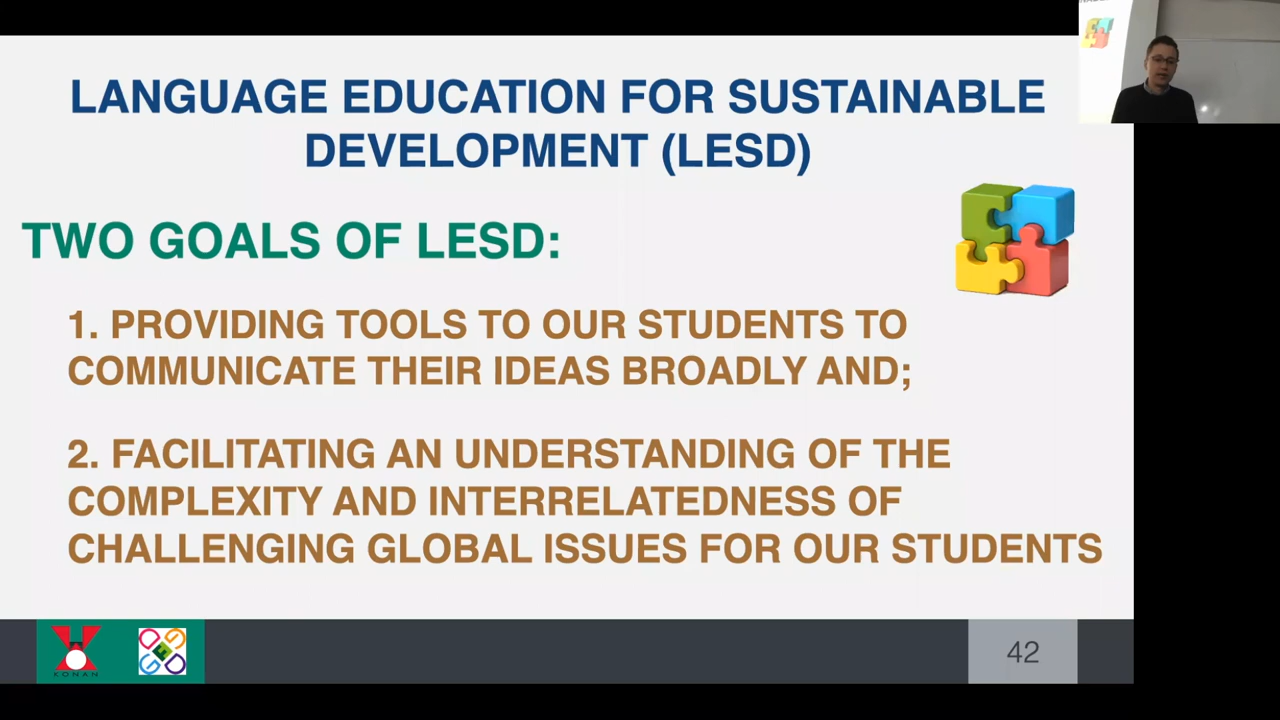 LANGUAGE EDUCATION FOR SUSTAINABLE
DEVELOPMENT (LESD)
TWO GOALS OF LESD:
1. PROVIDING TOOLS TO OUR STUDENTS TO
COMMUNICATE THEIR IDEAS BROADLY AND;
2. FACILITATING AN UNDERSTANDING OF THE
COMPLEXITY AND INTERRELATEDNESS OF
CHALLENGING GLOBAL ISSUES FOR OUR STUDENTS
KONAN
42